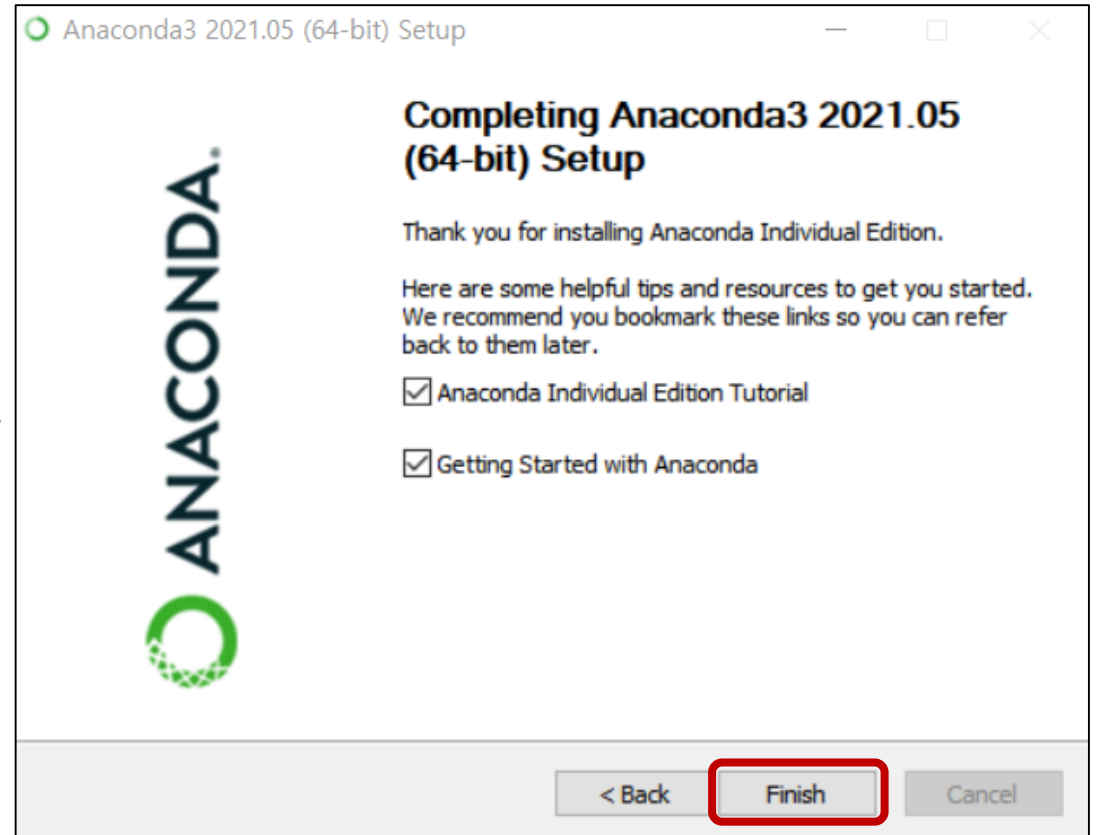 Anaconda3 2021.05 (64-bit) Setup
Completing Anaconda3 2021.05
(64-bit) Setup
Thank you for installing Anaconda Individual Edition.
Here are some helpful tips and resources to get you started.
We recommend you bookmark these links so you can refer
back to them later.
Anaconda Individual Edition Tutorial
Getting Started with Anaconda
ANACONDA.
< Back
Finish
Cancel